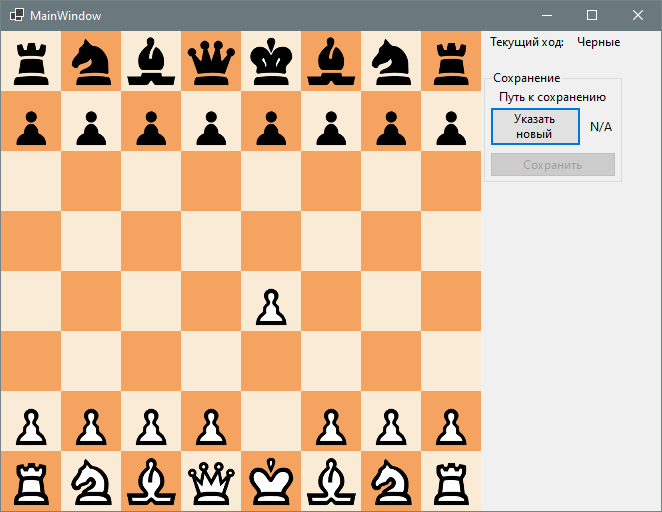 MainWindow
Текущий ход: Черные
Сохранение
Путь к сохранению
Указать
новый
N/A
Сохранить